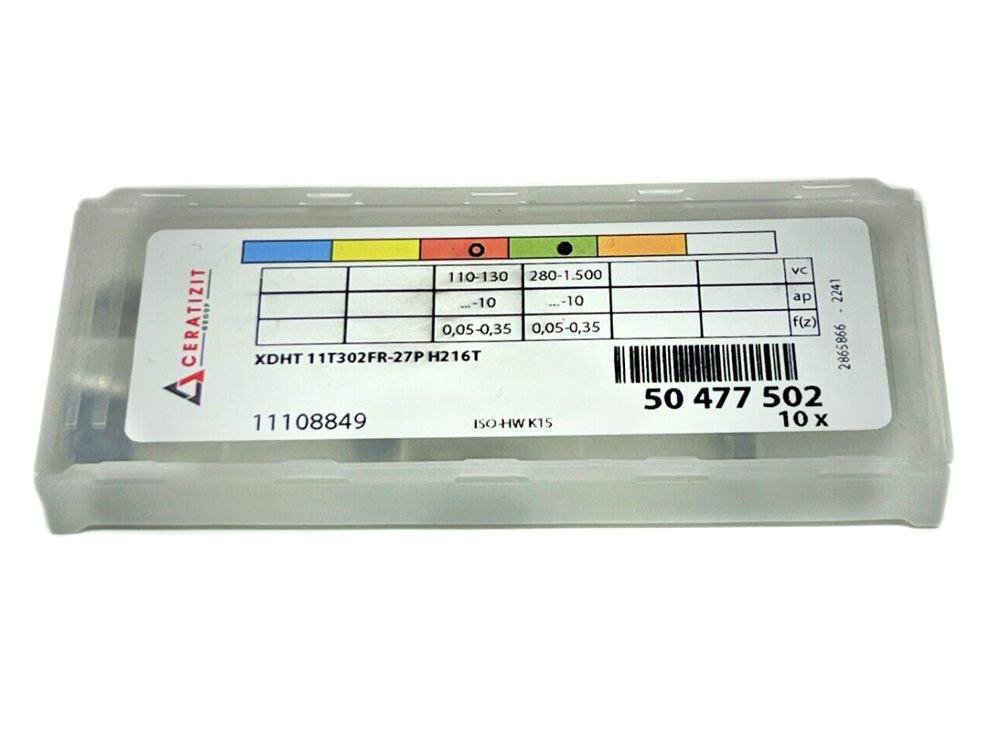 CERATIZIT
GROUP
110-130 280-1.500 vc
...-10 ...-10 ap
0,05-0,35 0,05-0,35 f(z)
XDHT 11T302FR-27P H216T
50 477 502
10 x
11108849
ISO-HW K15
2865866 - 2241